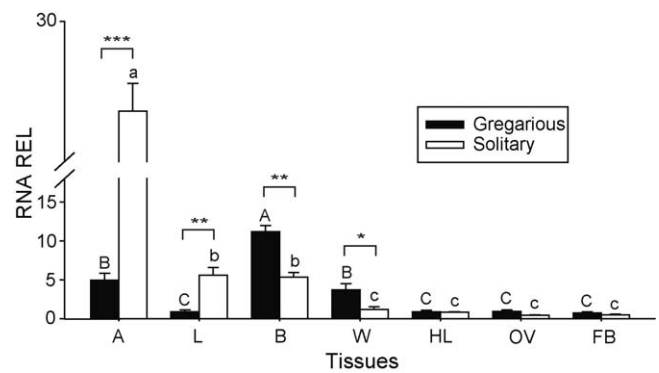 30
***
a
Gregarious
Solitary
RNA REL
15
**
A
**
10
*
B
b
b
B
5
C
c
C
c
C
c
C
c
0
A L B W HL OV FB
Tissues